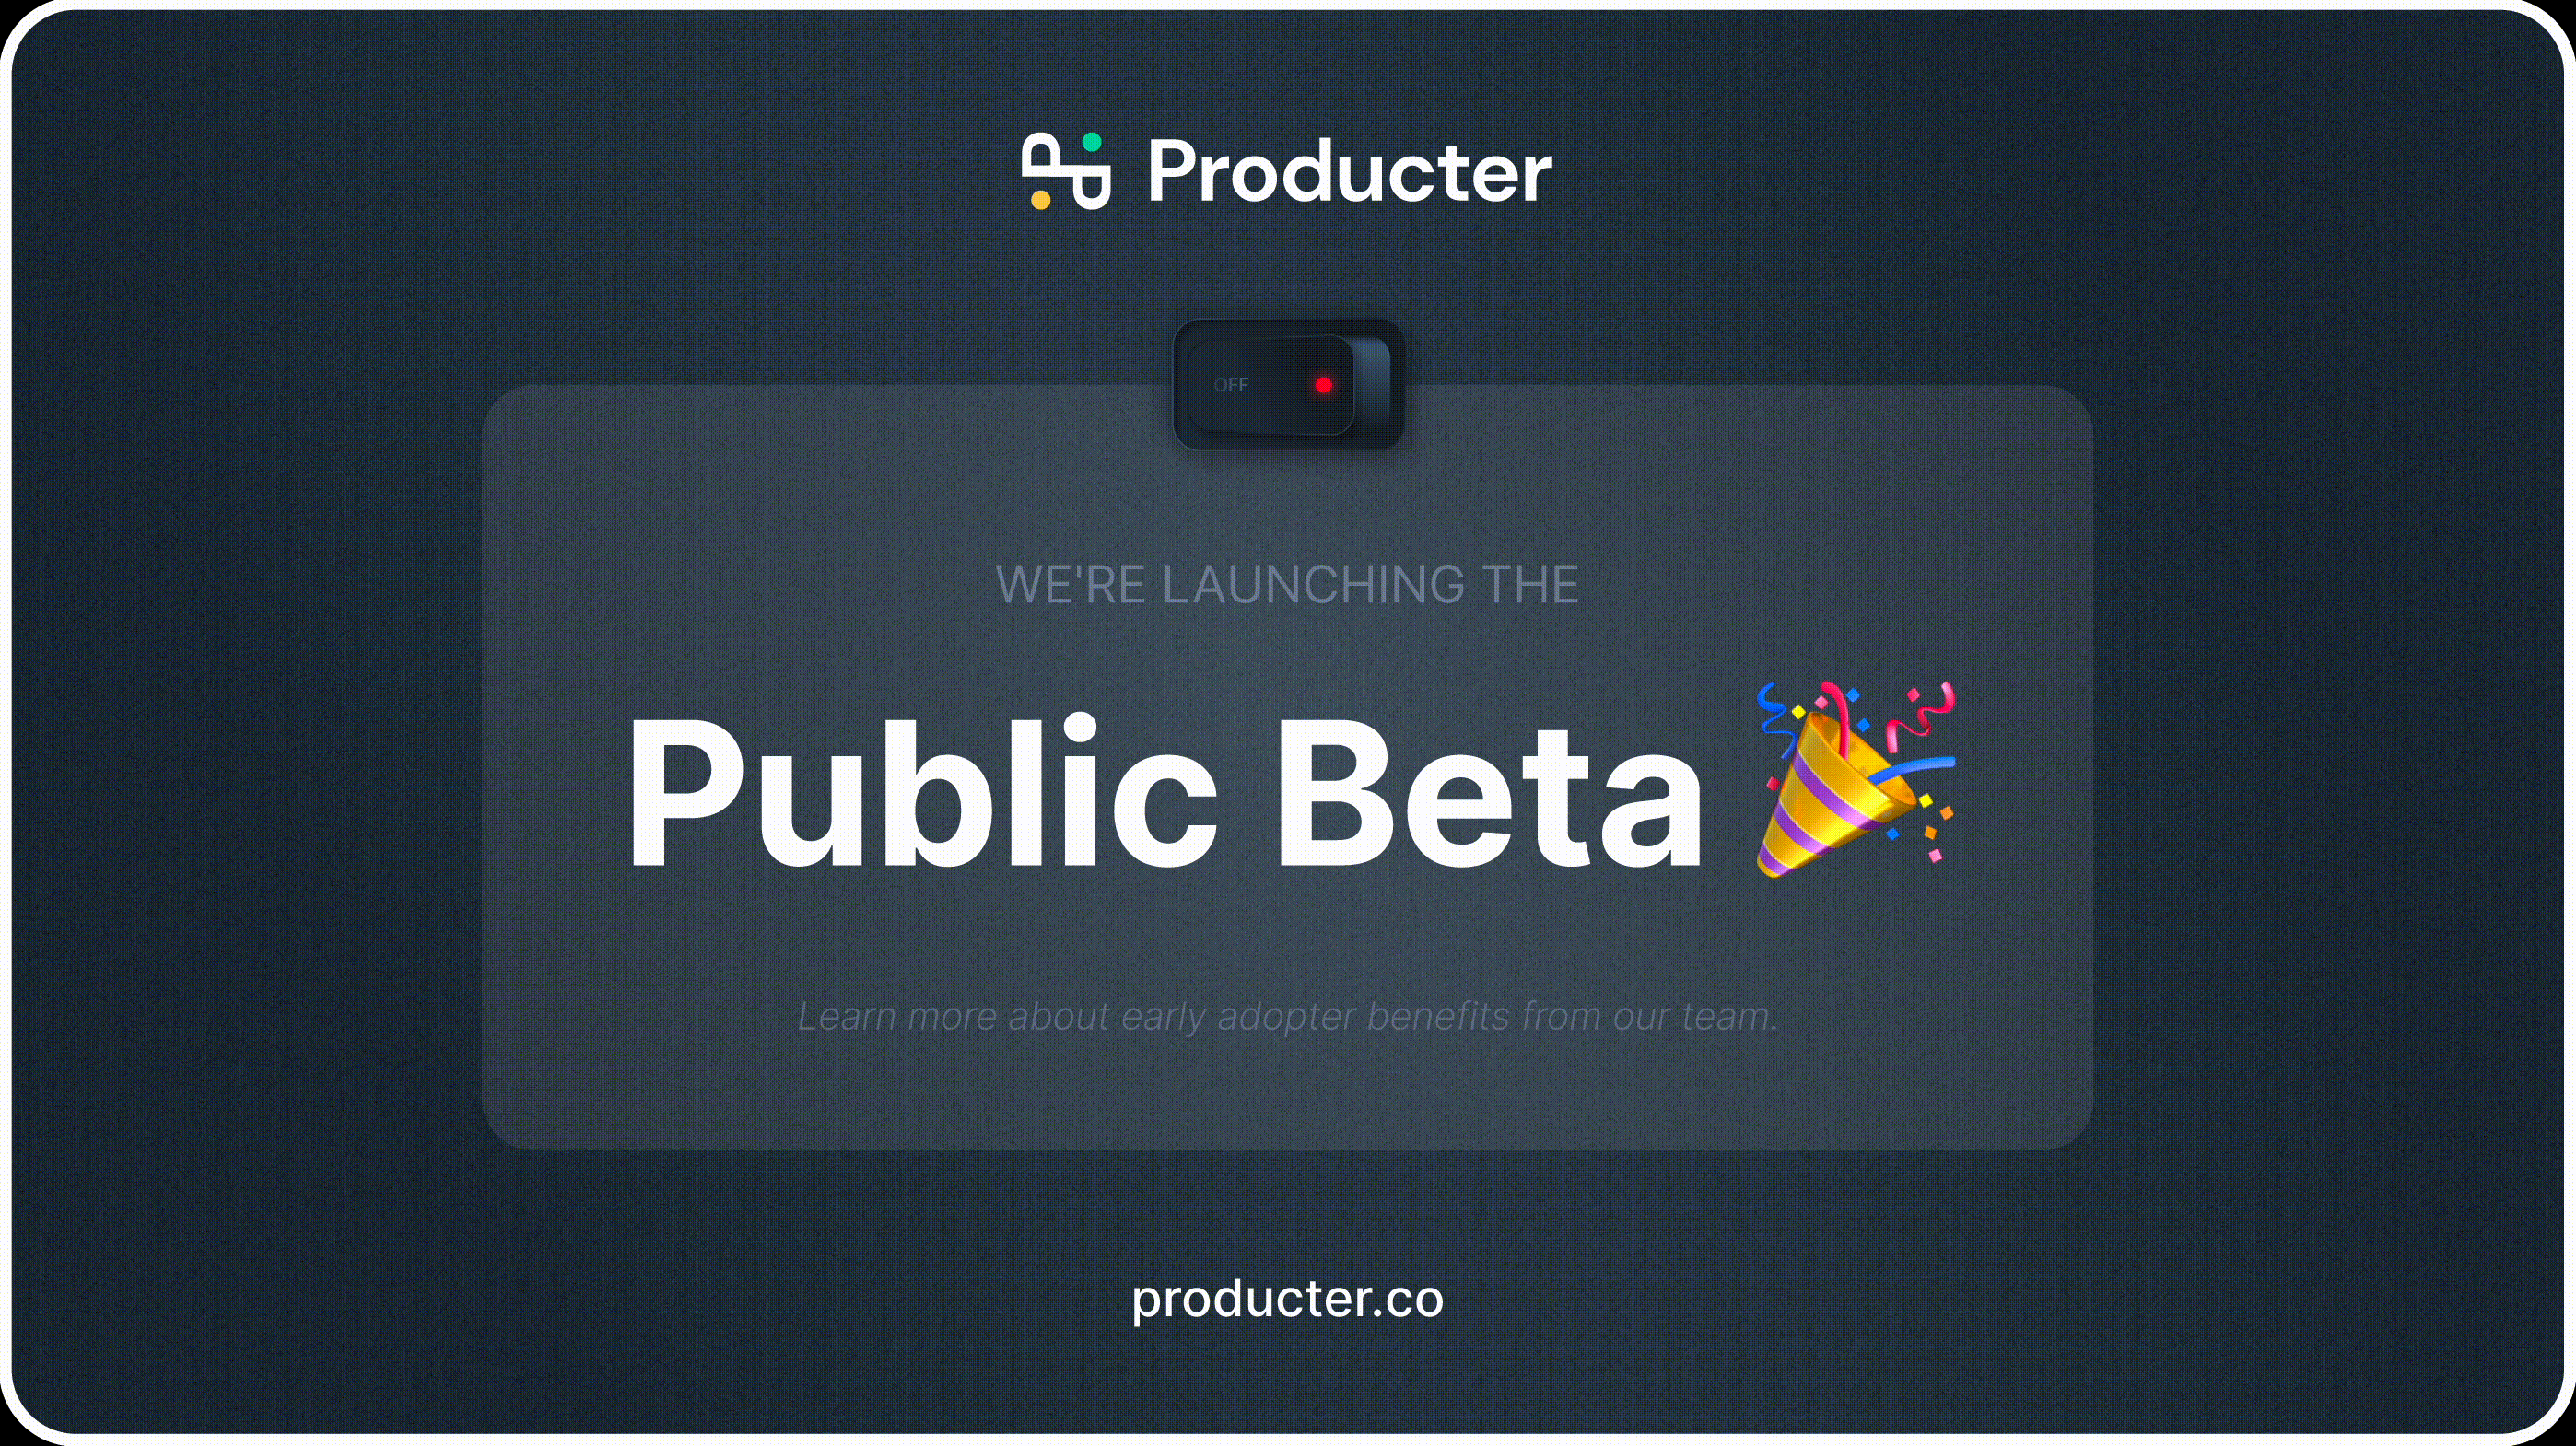 Producter
OFF
WE'RE LAUNCHING THE
Public Beta 🎉
Learn more about early adopter benefits from our team.
producter.co